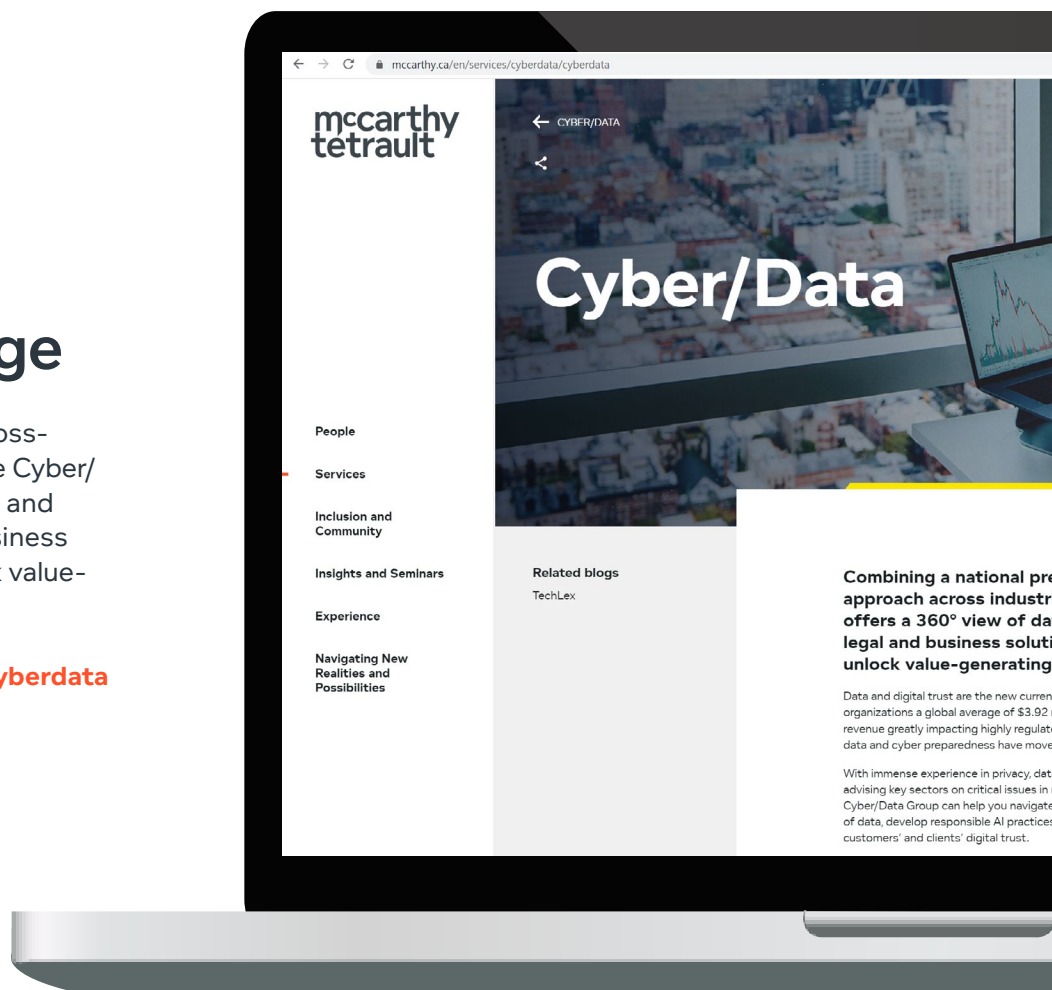 ge
oss-
e Cyber/
and
siness
value-
yberdata
mccarthy.ca/en/services/cyberdata/cyberdata
mccarthy
tetrault
CYBER/DATA
Cyber/Data
People
Services
Inclusion and
Community
Insights and Seminars
Experience
Navigating New
Realities and
Possibilities
Related blogs
TechLex
Combining a national pre
approach across industr
offers a 360° view of da
legal and business soluti
unlock value-generating
Data and digital trust are the new curren
organizations a global average of $3.92
revenue greatly impacting highly regulate
data and cyber preparedness have move
With immense experience in privacy, dat
advising key sectors on critical issues in
Cyber/Data Group can help you navigate
of data, develop responsible AI practices
customers' and clients' digital trust.